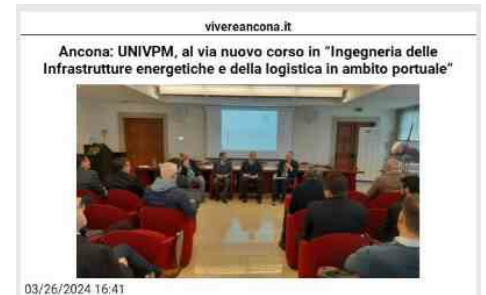 vivereancona.it
Ancona: UNIVPM, al via nuovo corso in “Ingegneria delle
Infrastrutture energetiche e della logistica in ambito portuale“
03/26/2024 16:41